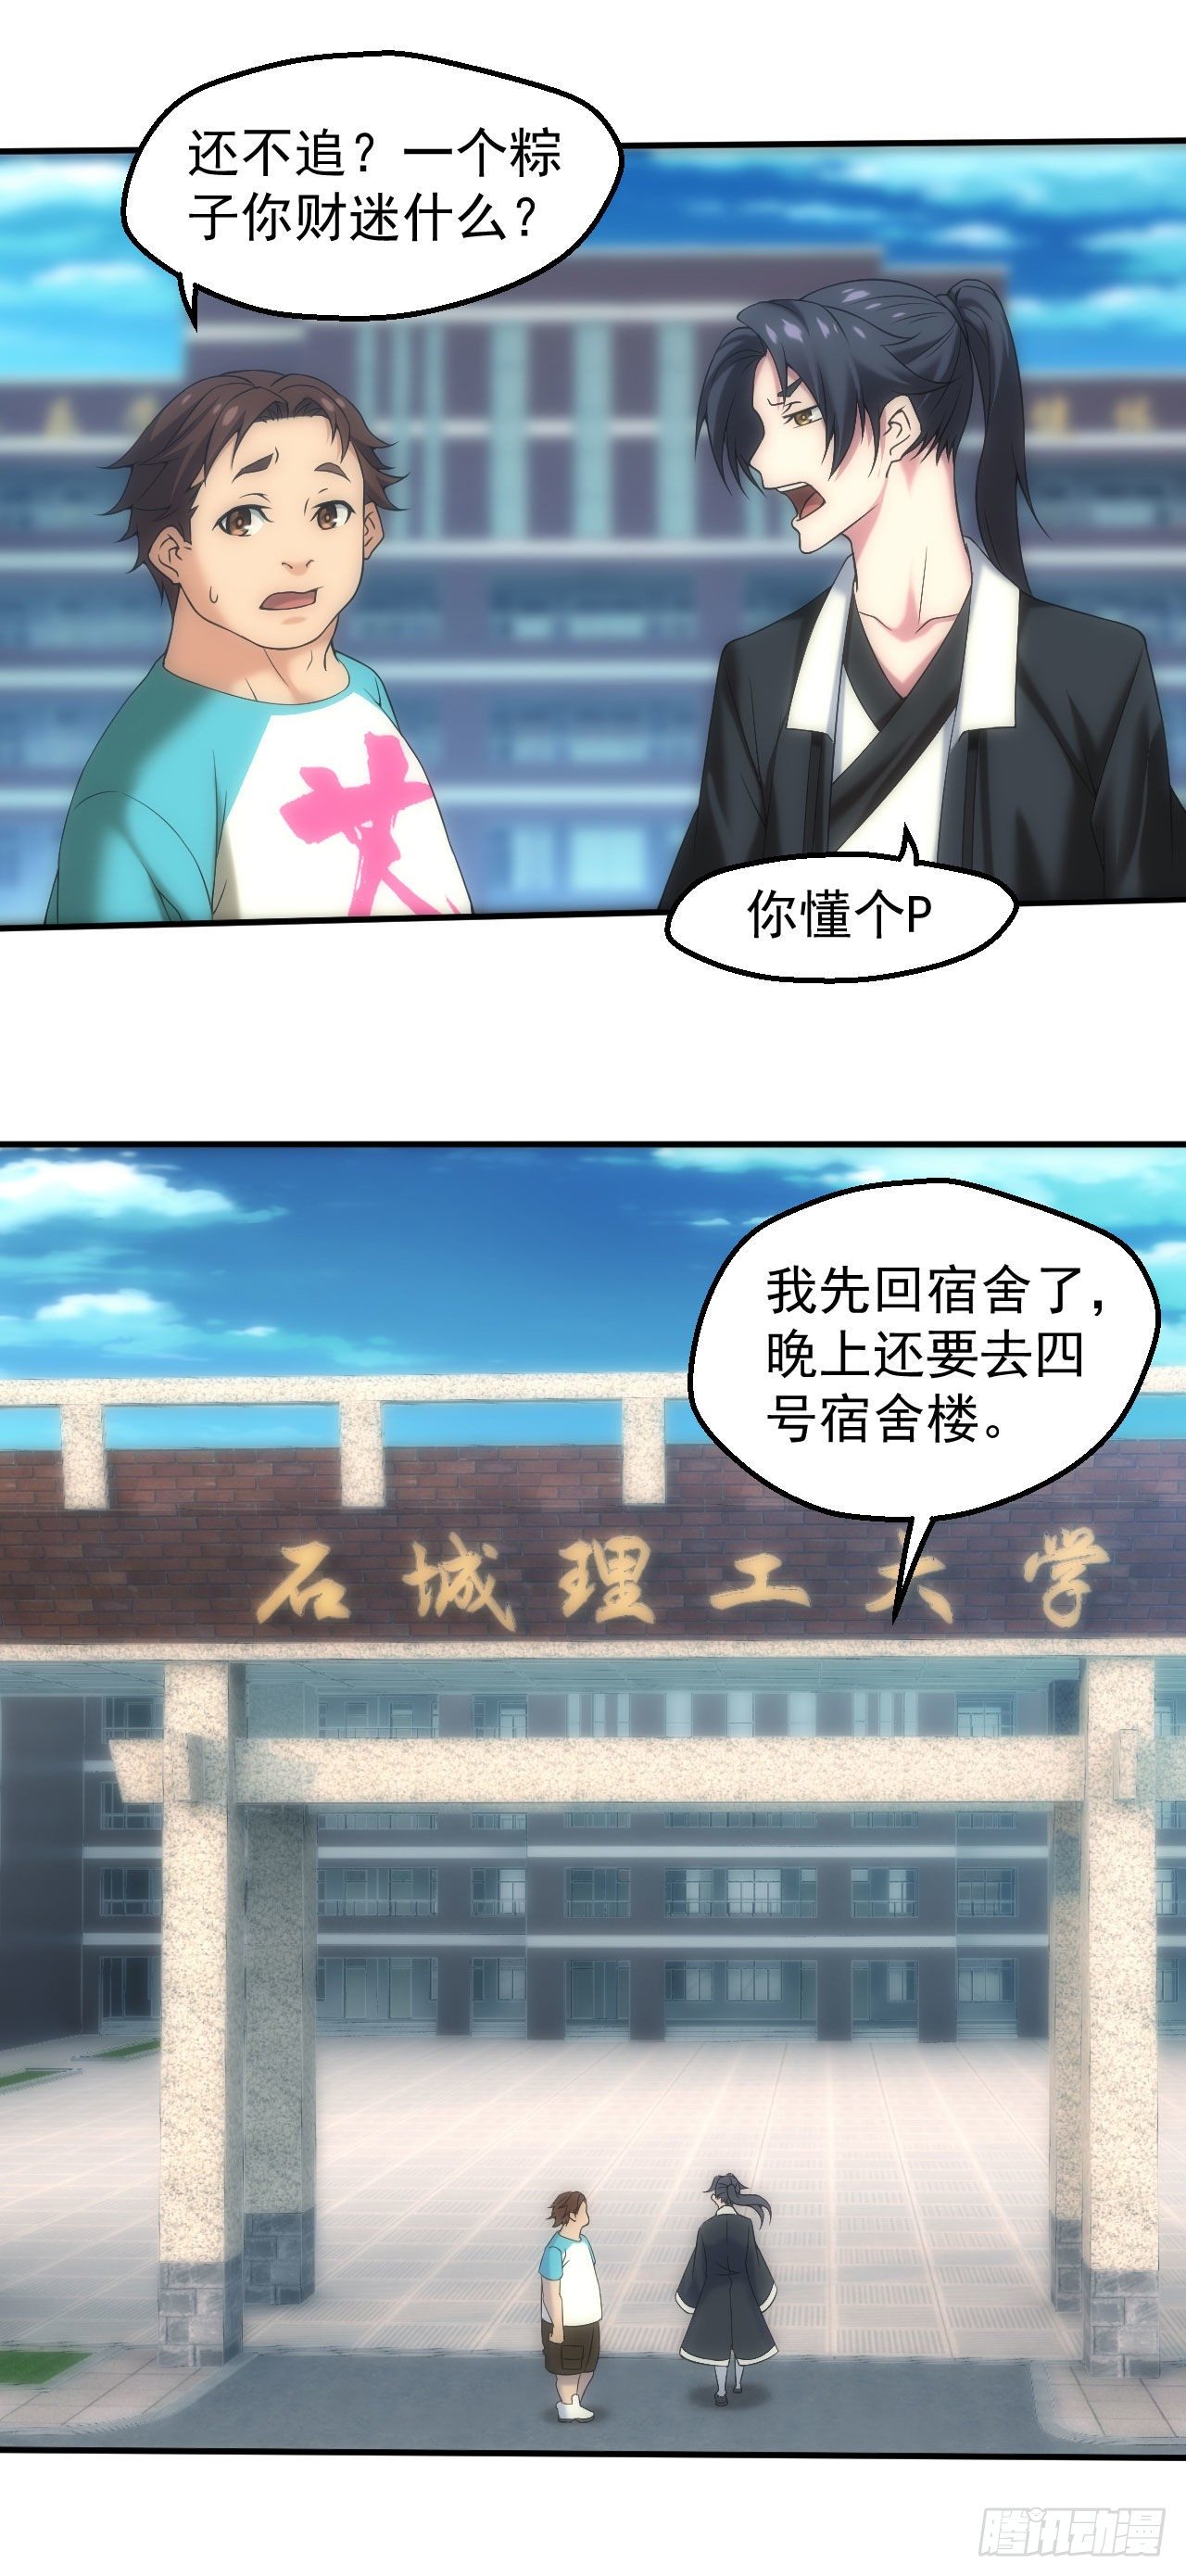 还不追？一个粽
子你财迷什么？
你懂个P
我先回宿舍了，
晚上还要去四
号宿舍楼。
石城理工大学
腾讯动漫